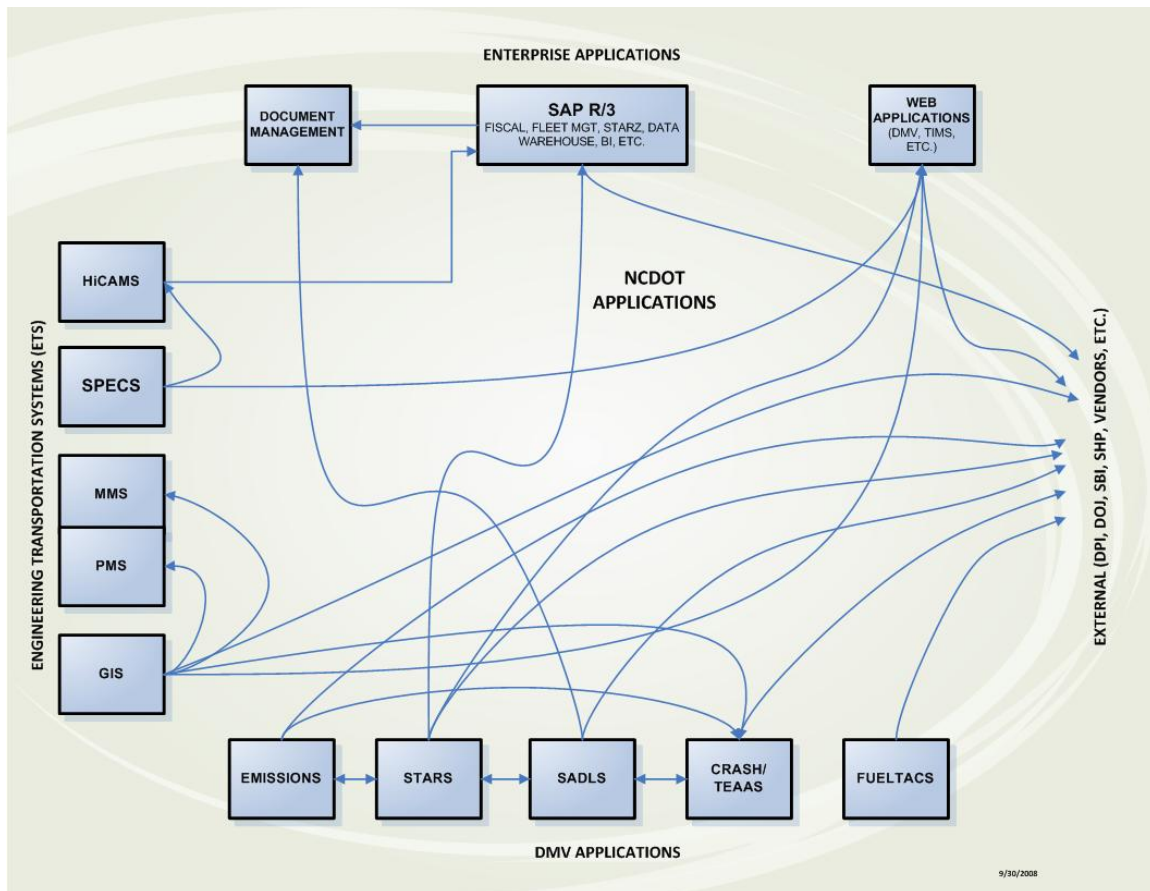 ENTERPRISE APPLICATIONS
DOCUMENT
MANAGEMENT
SAP R/3
FISCAL, FLEET MGT, STARZ, DATA
WAREHOUSE, BI, ETC.
WEB
APPLICATIONS
(DMV, TIMS,
ETC.)
HiCAMS
NCDOT
APPLICATIONS
SPECS
MMS
PMS
GIS
ENGINEERING TRANSPORTATION SYSTEMS (ETS)
EXTERNAL (DPI, DOJ, SBI, SHP, VENDORS, ETC.)
EMISSIONS
STARS
SADLS
CRASH/
TEAAS
FUELTACS
DMV APPLICATIONS
9/30/2008